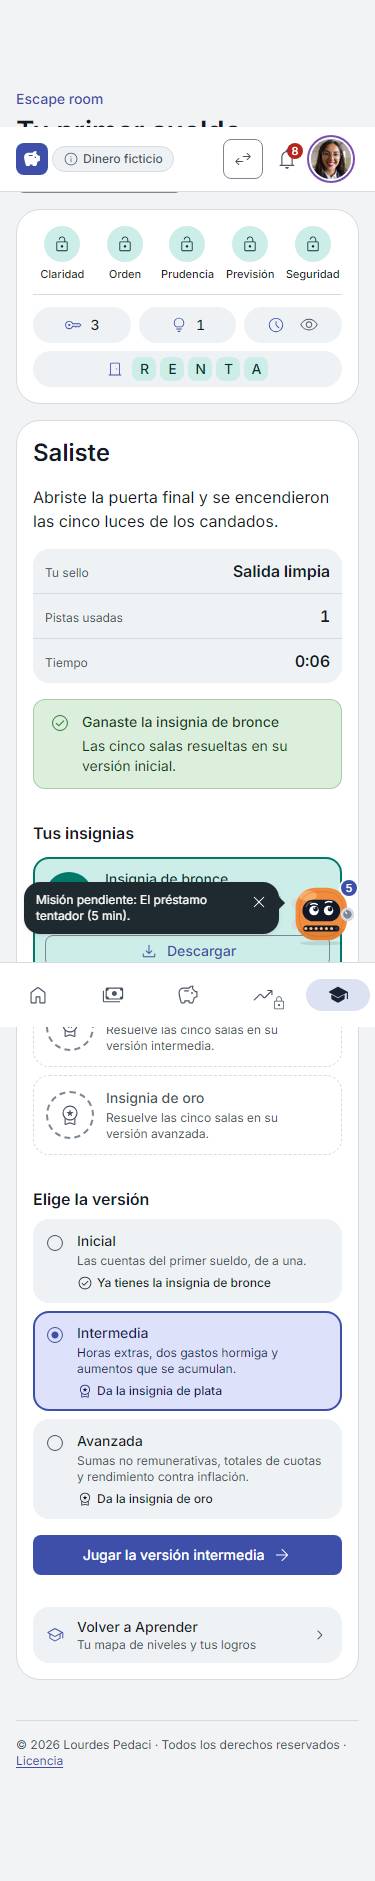 Escape room
Tu primer sueldo
Dinero ficticio
8
Claridad
Orden
Prudencia
Previsión
Seguridad
3
1
R E N T A
Saliste
Abriste la puerta final y se encendieron
las cinco luces de los candados.
Tu sello
Salida limpia
Pistas usadas
1
Tiempo
0:06
Ganaste la insignia de bronce
Las cinco salas resueltas en su
versión inicial.
Tus insignias
Insignia de bronce
Misión pendiente: El préstamo
tentador (5 min).
5
Descargar
Resuelve las cinco salas en su
versión intermedia.
Insignia de oro
Resuelve las cinco salas en su
versión avanzada.
Elige la versión
Inicial
Las cuentas del primer sueldo, de a una.
Ya tienes la insignia de bronce
Intermedia
Horas extras, dos gastos hormiga y
aumentos que se acumulan.
Da la insignia de plata
Avanzada
Sumas no remunerativas, totales de cuotas
y rendimiento contra inflación.
Da la insignia de oro
Jugar la versión intermedia
Volver a Aprender
Tu mapa de niveles y tus logros
© 2026 Lourdes Pedaci · Todos los derechos reservados ·
Licencia